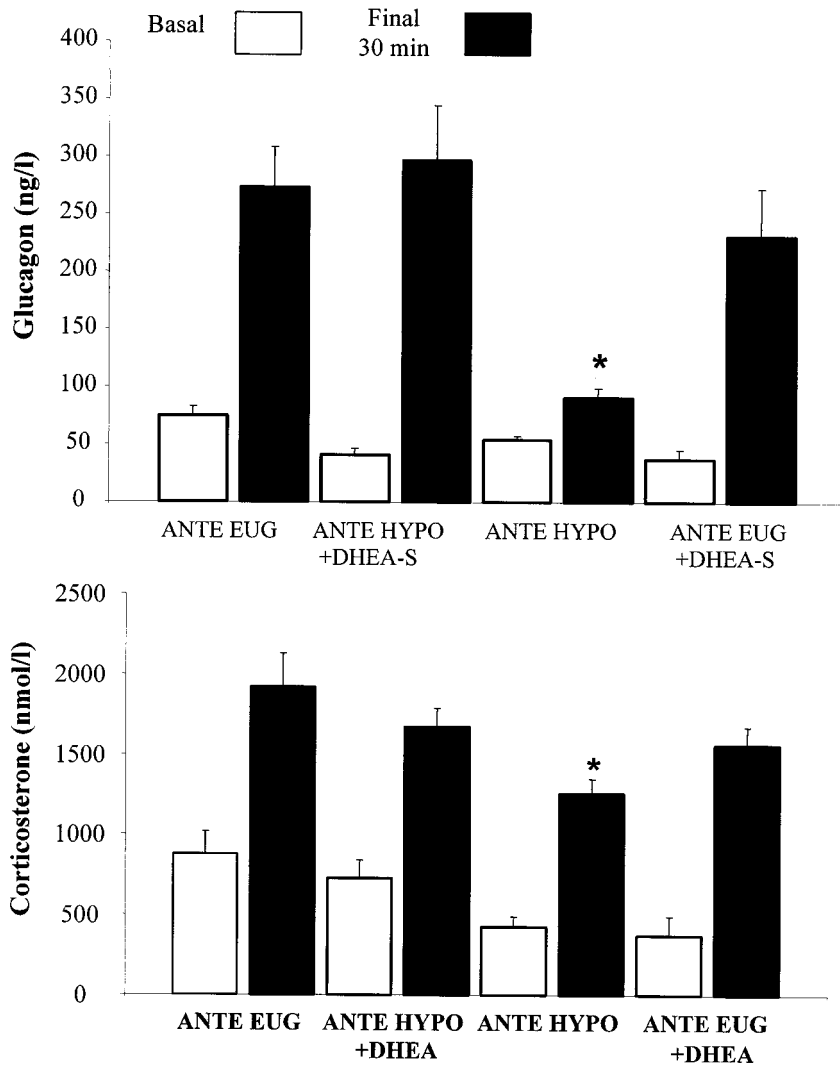 Basal
Final
30 min
Glucagon (ng/l)
400
350
300
250
200
150
100
50
0
*
ANTE EUG
ANTE HYPO
+DHEA-S
ANTE HYPO
ANTE EUG
+DHEA-S
Corticosterone (nmol/l)
2500
2000
1500
1000
500
0
*
ANTE EUG
ANTE HYPO
+DHEA
ANTE HYPO
ANTE EUG
+DHEA